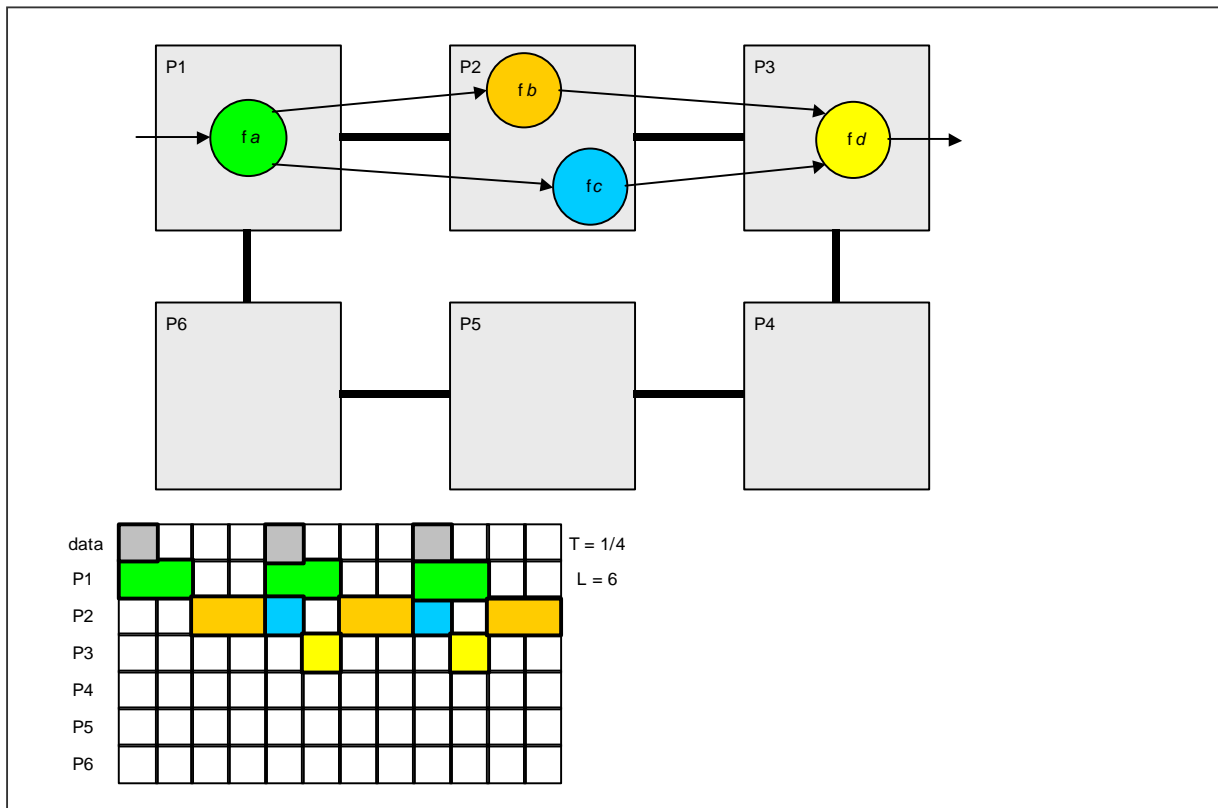 P1
P2
P3
f a
f b
f c
f d
P6
P5
P4
data
T = 1/4
P1
L = 6
P2
P3
P4
P5
P6